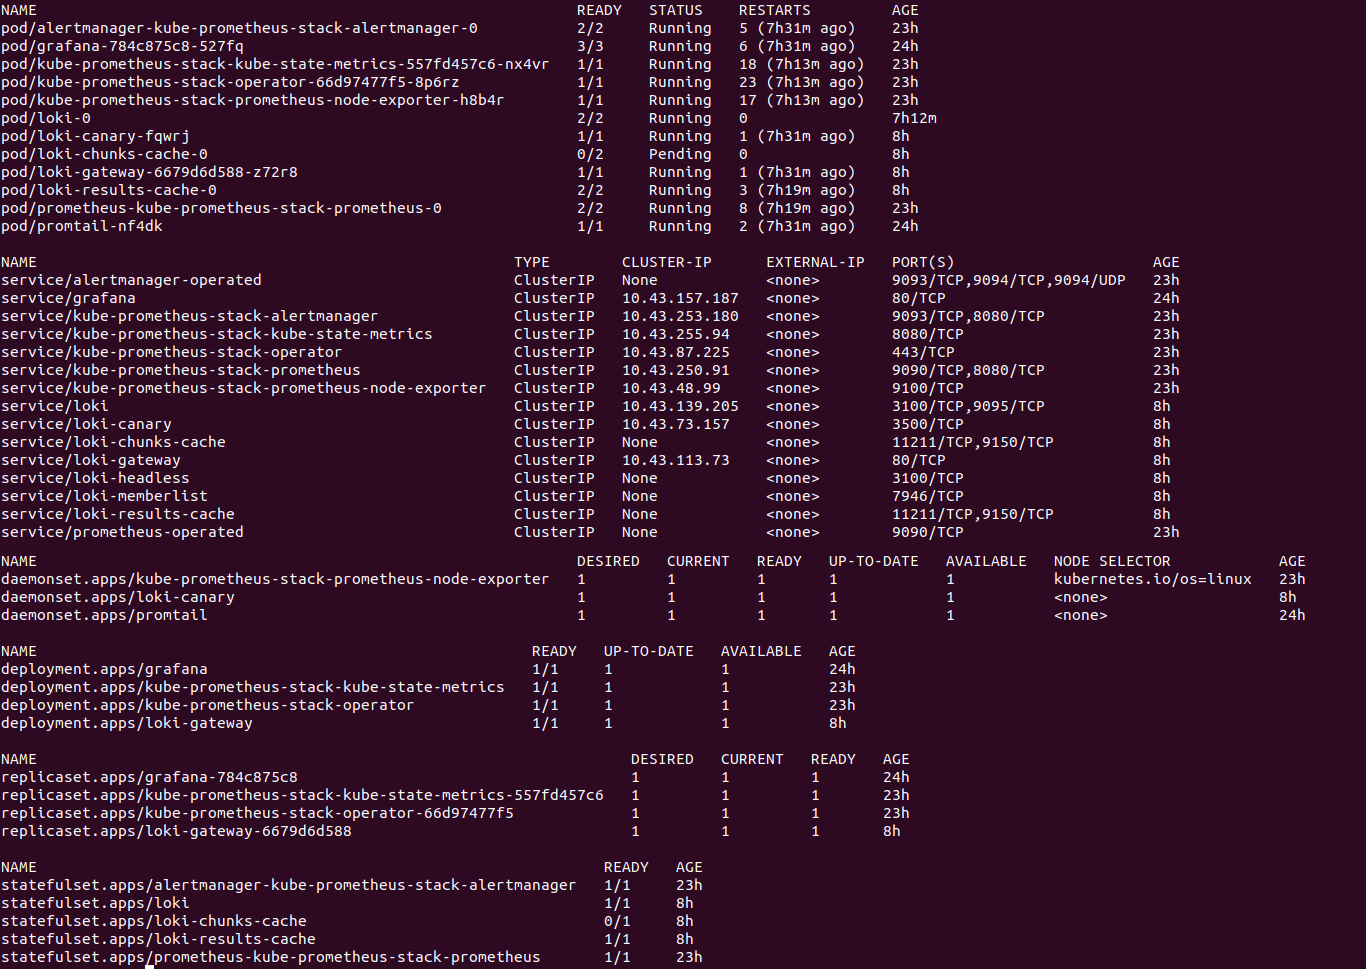 NAME READY STATUS RESTARTS AGE
pod/alertmanager-kube-prometheus-stack-alertmanager-0 2/2 Running 5 (7h31m ago) 23h
pod/grafana-784c875c8-527fq 3/3 Running 6 (7h31m ago) 24h
pod/kube-prometheus-stack-kube-state-metrics-557fd457c6-nx4vr 1/1 Running 18 (7h13m ago) 23h
pod/kube-prometheus-stack-operator-66d97477f5-8p6rz 1/1 Running 23 (7h13m ago) 23h
pod/kube-prometheus-stack-prometheus-node-exporter-h8b4r 1/1 Running 17 (7h13m ago) 23h
pod/loki-0 2/2 Running 0 7h12m
pod/loki-canary-fqwrj 1/1 Running 1 (7h31m ago) 8h
pod/loki-chunks-cache-0 0/2 Pending 0 8h
pod/loki-gateway-6679d6d588-z72r8 1/1 Running 1 (7h31m ago) 8h
pod/loki-results-cache-0 2/2 Running 3 (7h19m ago) 8h
pod/prometheus-kube-prometheus-stack-prometheus-0 2/2 Running 8 (7h19m ago) 23h
pod/promtail-nf4dk 1/1 Running 2 (7h31m ago) 24h
NAME TYPE CLUSTER-IP EXTERNAL-IP PORT(S) AGE
service/alertmanager-operated ClusterIP None <none> 9093/TCP,9094/TCP,9094/UDP 23h
service/grafana ClusterIP 10.43.157.187 <none> 80/TCP 24h
service/kube-prometheus-stack-alertmanager ClusterIP 10.43.253.180 <none> 9093/TCP,8080/TCP 23h
service/kube-prometheus-stack-kube-state-metrics ClusterIP 10.43.255.94 <none> 8080/TCP 23h
service/kube-prometheus-stack-operator ClusterIP 10.43.87.225 <none> 443/TCP 23h
service/kube-prometheus-stack-prometheus ClusterIP 10.43.250.91 <none> 9090/TCP,8080/TCP 23h
service/kube-prometheus-stack-prometheus-node-exporter ClusterIP 10.43.48.99 <none> 9100/TCP 23h
service/loki ClusterIP 10.43.139.205 <none> 3100/TCP,9095/TCP 8h
service/loki-canary ClusterIP 10.43.73.157 <none> 3500/TCP 8h
service/loki-chunks-cache ClusterIP None <none> 11211/TCP,9150/TCP 8h
service/loki-gateway ClusterIP 10.43.113.73 <none> 80/TCP 8h
service/loki-headless ClusterIP None <none> 3100/TCP 8h
service/loki-memberlist ClusterIP None <none> 7946/TCP 8h
service/loki-results-cache ClusterIP None <none> 11211/TCP,9150/TCP 8h
service/prometheus-operated ClusterIP None <none> 9090/TCP 23h
NAME DESIRED CURRENT READY UP-TO-DATE AVAILABLE NODE SELECTOR AGE
daemonset.apps/kube-prometheus-stack-prometheus-node-exporter 1 1 1 1 1 kubernetes.io/os=linux 23h
daemonset.apps/loki-canary 1 1 1 1 1 <none> 8h
daemonset.apps/promtail 1 1 1 1 1 <none> 24h
NAME READY UP-TO-DATE AVAILABLE AGE
deployment.apps/grafana 1/1 1 1 24h
deployment.apps/kube-prometheus-stack-kube-state-metrics 1/1 1 1 23h
deployment.apps/kube-prometheus-stack-operator 1/1 1 1 23h
deployment.apps/loki-gateway 1/1 1 1 8h
NAME DESIRED CURRENT READY AGE
replicaset.apps/grafana-784c875c8 1 1 1 24h
replicaset.apps/kube-prometheus-stack-kube-state-metrics-557fd457c6 1 1 1 23h
replicaset.apps/kube-prometheus-stack-operator-66d97477f5 1 1 1 23h
replicaset.apps/loki-gateway-6679d6d588 1 1 1 8h
NAME READY AGE
statefulset.apps/alertmanager-kube-prometheus-stack-alertmanager 1/1 23h
statefulset.apps/loki 1/1 8h
statefulset.apps/loki-chunks-cache 0/1 8h
statefulset.apps/loki-results-cache 1/1 8h
statefulset.apps/prometheus-kube-prometheus-stack-prometheus 1/1 23h